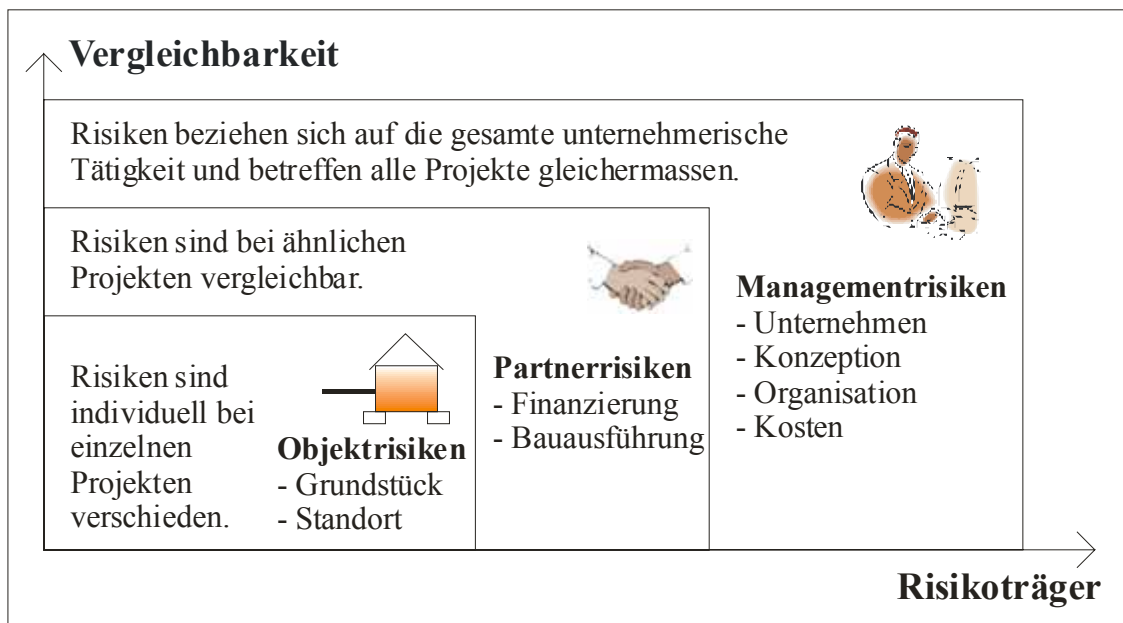 Vergleichbarkeit
Risiken beziehen sich auf die gesamte unternehmerische
Tätigkeit und betreffen alle Projekte gleichermassen.
Risiken sind bei ähnlichen
Projekten vergleichbar.
Managementrisiken
- Unternehmen
- Konzeption
- Organisation
- Kosten
Partnerrisiken
- Finanzierung
- Bauausführung
Risiken sind
individuell bei
einzelnen
Projekten
verschieden.
Objektrisiken
- Grundstück
- Standort
Risikoträger